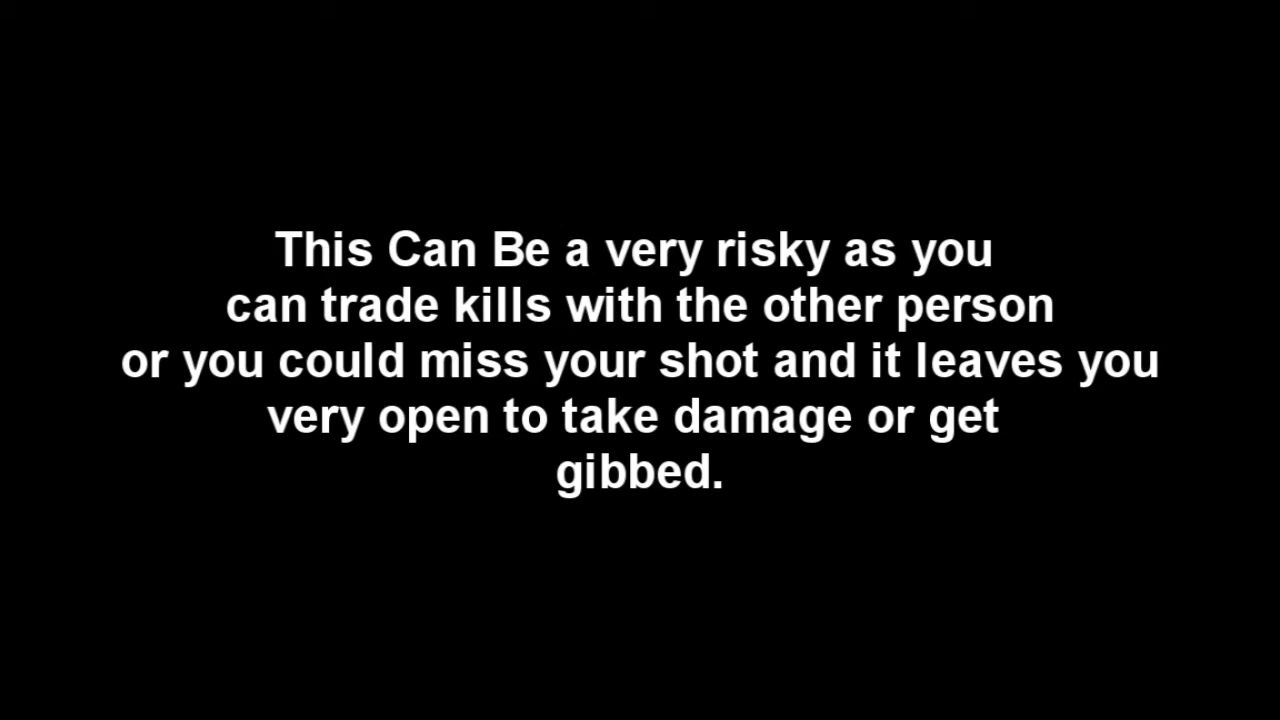 This Can Be a very risky as you
can trade kills with the other person
or you could miss your shot and it leaves you
very open to take damage or get
gibbed.